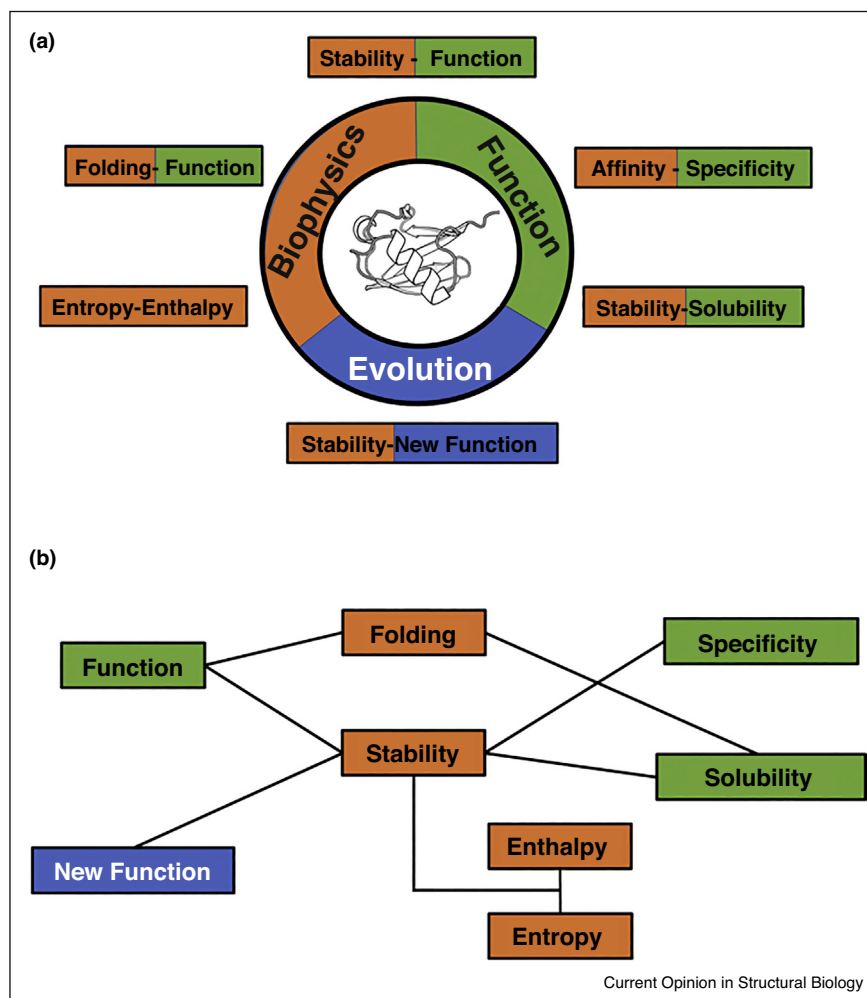 (a)
Stability - Function
Biophysics
Function
Folding- Function
Affinity - Specificity
Entropy-Enthalpy
Stability-Solubility
Evolution
Stability-New Function
(b)
Folding
Specificity
Function
Stability
Solubility
Enthalpy
New Function
Entropy
Current Opinion in Structural Biology